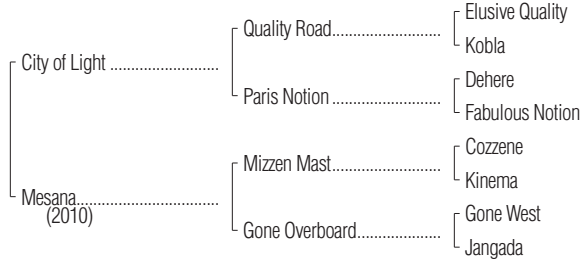 Elusive Quality
Quality Road
Kobla
City of Light
Dehere
Paris Notion
Fabulous Notion
Cozzene
Mizzen Mast
Kinema
Mesana
(2010)
Gone West
Gone Overboard
Jangada